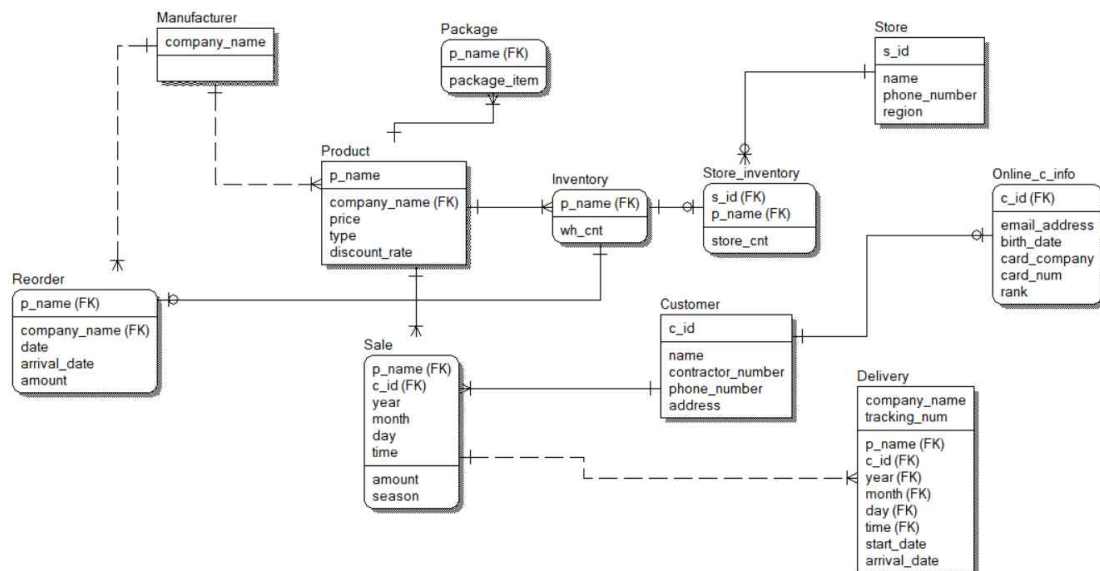 Manufacturer
company_name
Package
p_name (FK)
package_item
Store
s_id
name
phone_number
region
Product
p_name
company_name (FK)
price
type
discount_rate
Inventory
p_name (FK)
wh_cnt
Store_inventory
s_id (FK)
p_name (FK)
store_cnt
Online_c_info
c_id (FK)
email_address
birth_date
card_company
card_num
rank
Reorder
p_name (FK)
company_name (FK)
date
arrival_date
amount
Sale
p_name (FK)
c_id (FK)
year
month
day
time
amount
season
Customer
c_id
name
contractor_number
phone_number
address
Delivery
company_name
tracking_num
p_name (FK)
c_id (FK)
year (FK)
month (FK)
day (FK)
time (FK)
start_date
arrival_date